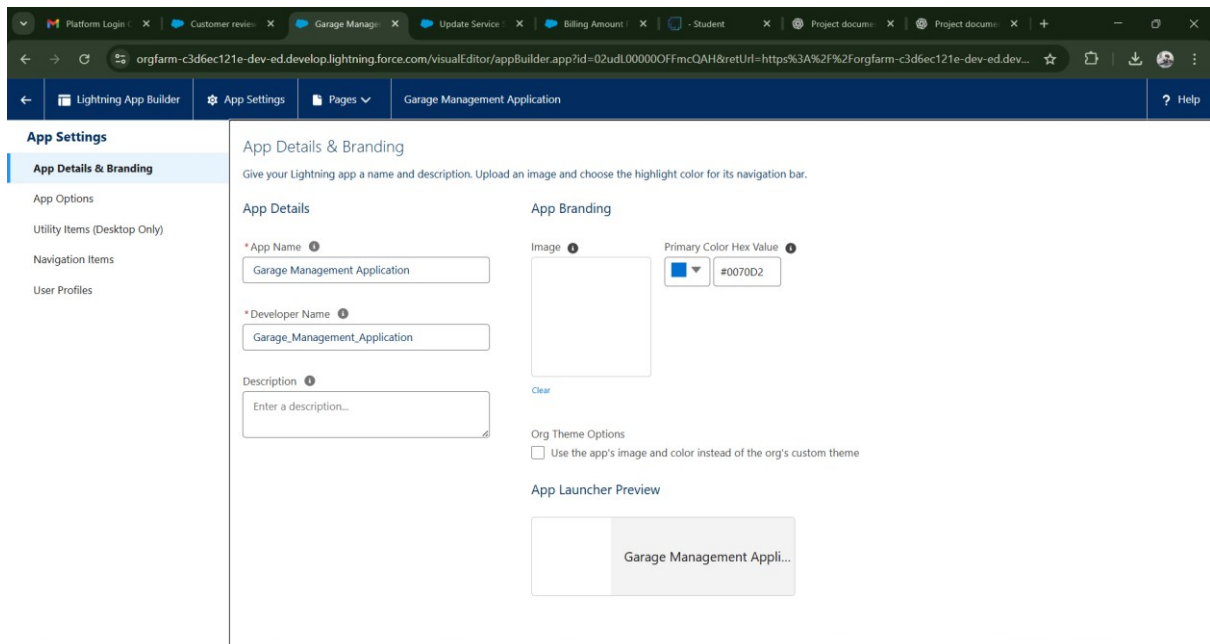 Platform Login C
Customer review
Garage Manage
Update Service S
Billing Amount
- Student
Project docume
Project docume
orgfarm-c3d6ec121e-dev-ed.develop.lightning.force.com/visualEditor/appBuilder.app?id=02udL00000OFFmcQAH&retUrl=https%3A%2F%2Forgfarm-c3d6ec121e-dev-ed.dev...
Lightning App Builder
App Settings
Pages
Garage Management Application
? Help
App Settings
App Details & Branding
App Options
Utility Items (Desktop Only)
Navigation Items
User Profiles
App Details & Branding
Give your Lightning app a name and description. Upload an image and choose the highlight color for its navigation bar.
App Details
*App Name
Garage Management Application
*Developer Name
Garage_Management_Application
Description
Enter a description...
App Branding
Image
Primary Color Hex Value
#0070D2
Clear
Org Theme Options
Use the app's image and color instead of the org's custom theme
App Launcher Preview
Garage Management Appli...